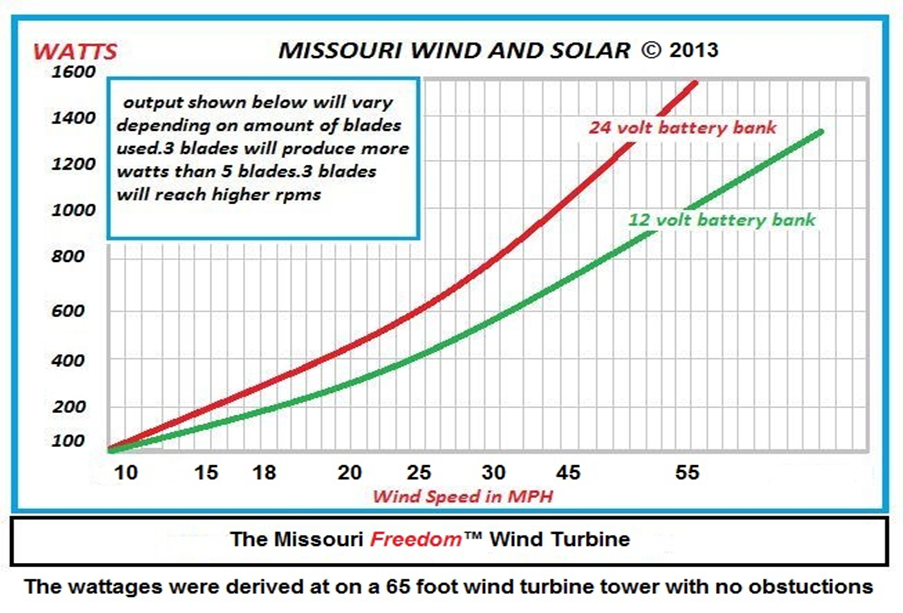 WATTS
MISSOURI WIND AND SOLAR © 2013
1600
output shown below will vary
depending on amount of blades
used.3 blades will produce more
watts than 5 blades.3 blades
will reach higher rpms
1400
24 volt battery bank
1200
1000
12 volt battery bank
800
600
400
200
100
10 15 18 20 25 30 45 55
Wind Speed in MPH
The Missouri Freedom™ Wind Turbine
The wattages were derived at on a 65 foot wind turbine tower with no obstuctions